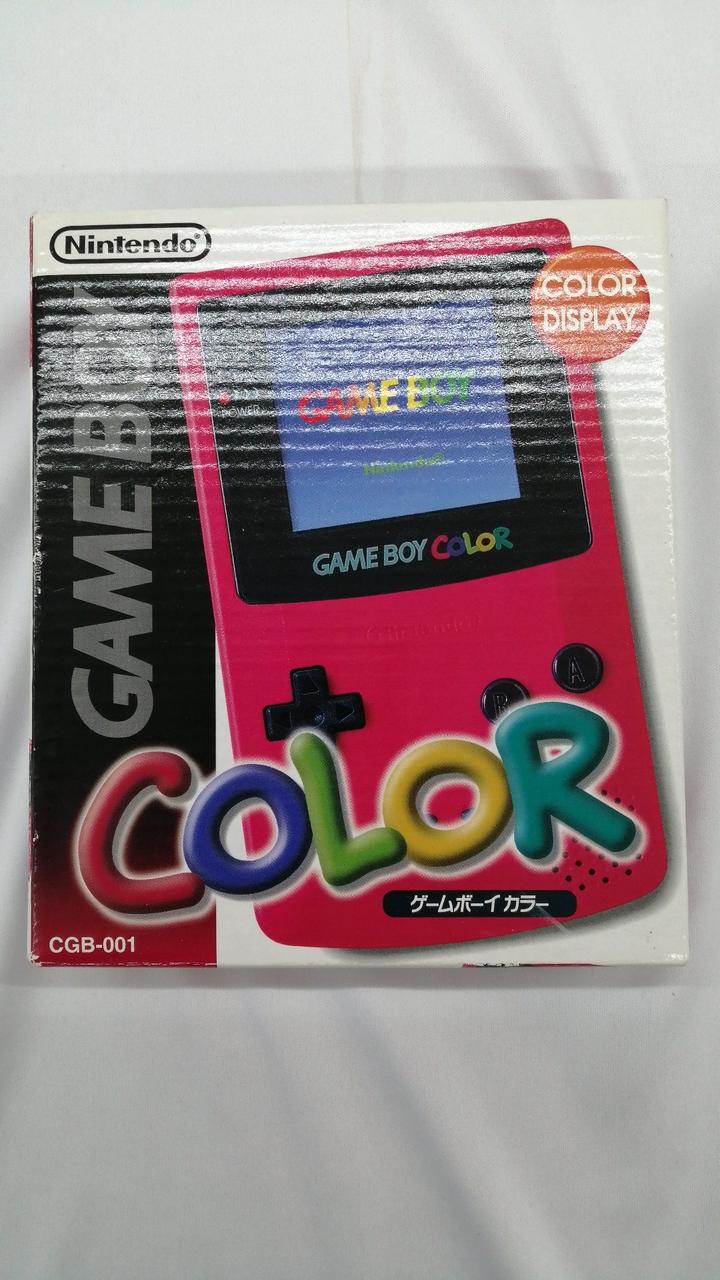 Nintendo®
COLOR
DISPLAY
GAME BOY
POWER
GAME BOY
Nintendo®
GAME BOY COLOR
Nintendo
A
B
COLOR
ゲームボーイカラー
CGB-001